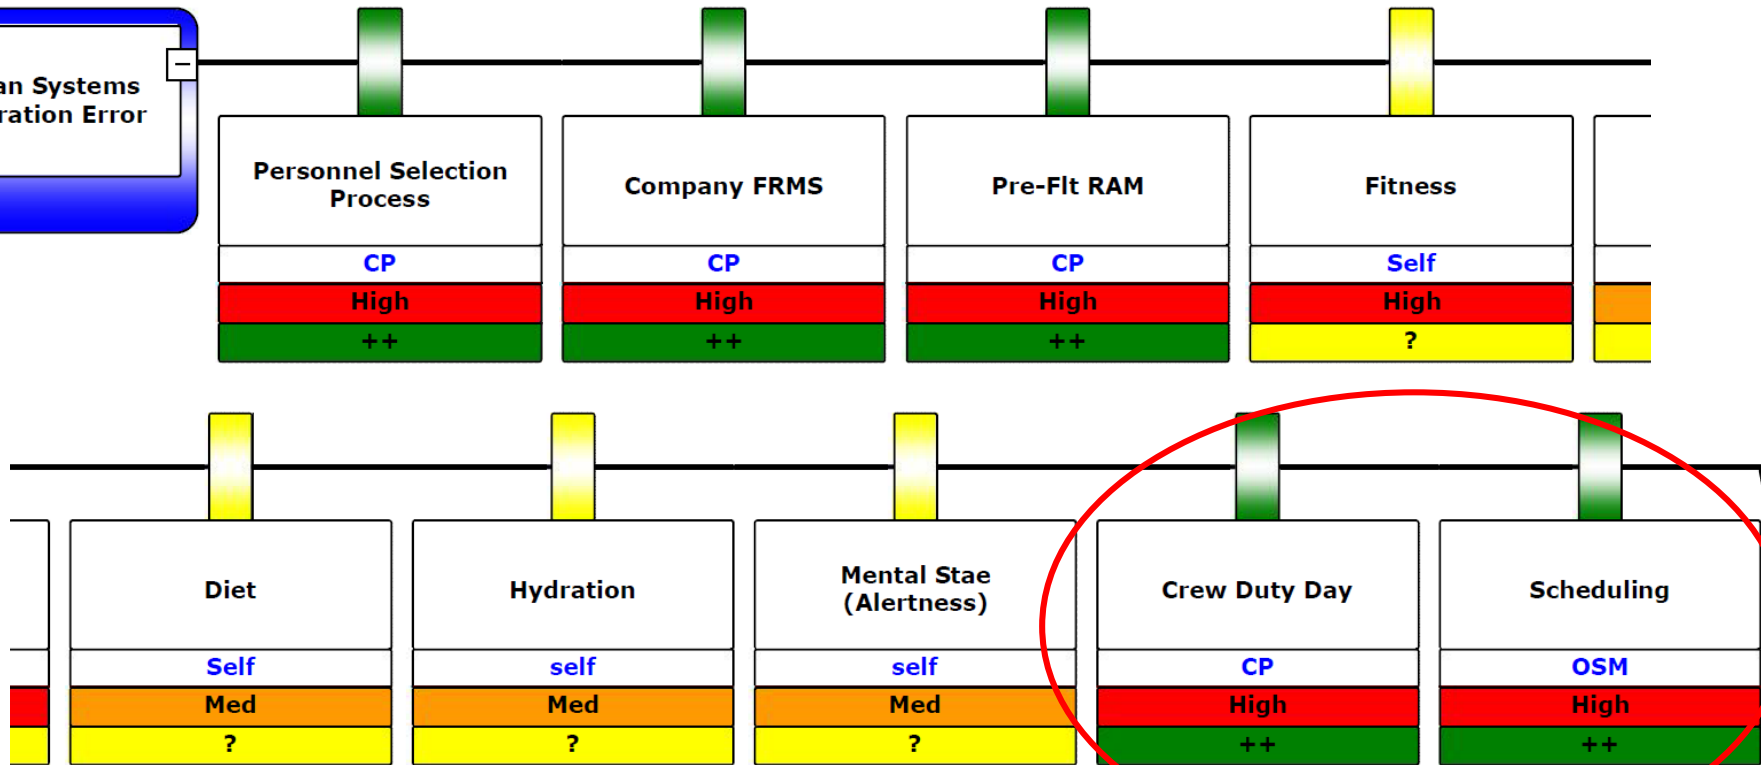 an Systems
ration Error
Personnel Selection
Process
CP
High
++
Company FRMS
CP
High
++
Pre-Flt RAM
CP
High
++
Fitness
Self
High
?
Diet
Self
Med
?
Hydration
self
Med
?
Mental Stae
(Alertness)
self
Med
?
Crew Duty Day
CP
High
++
Scheduling
OSM
High
++